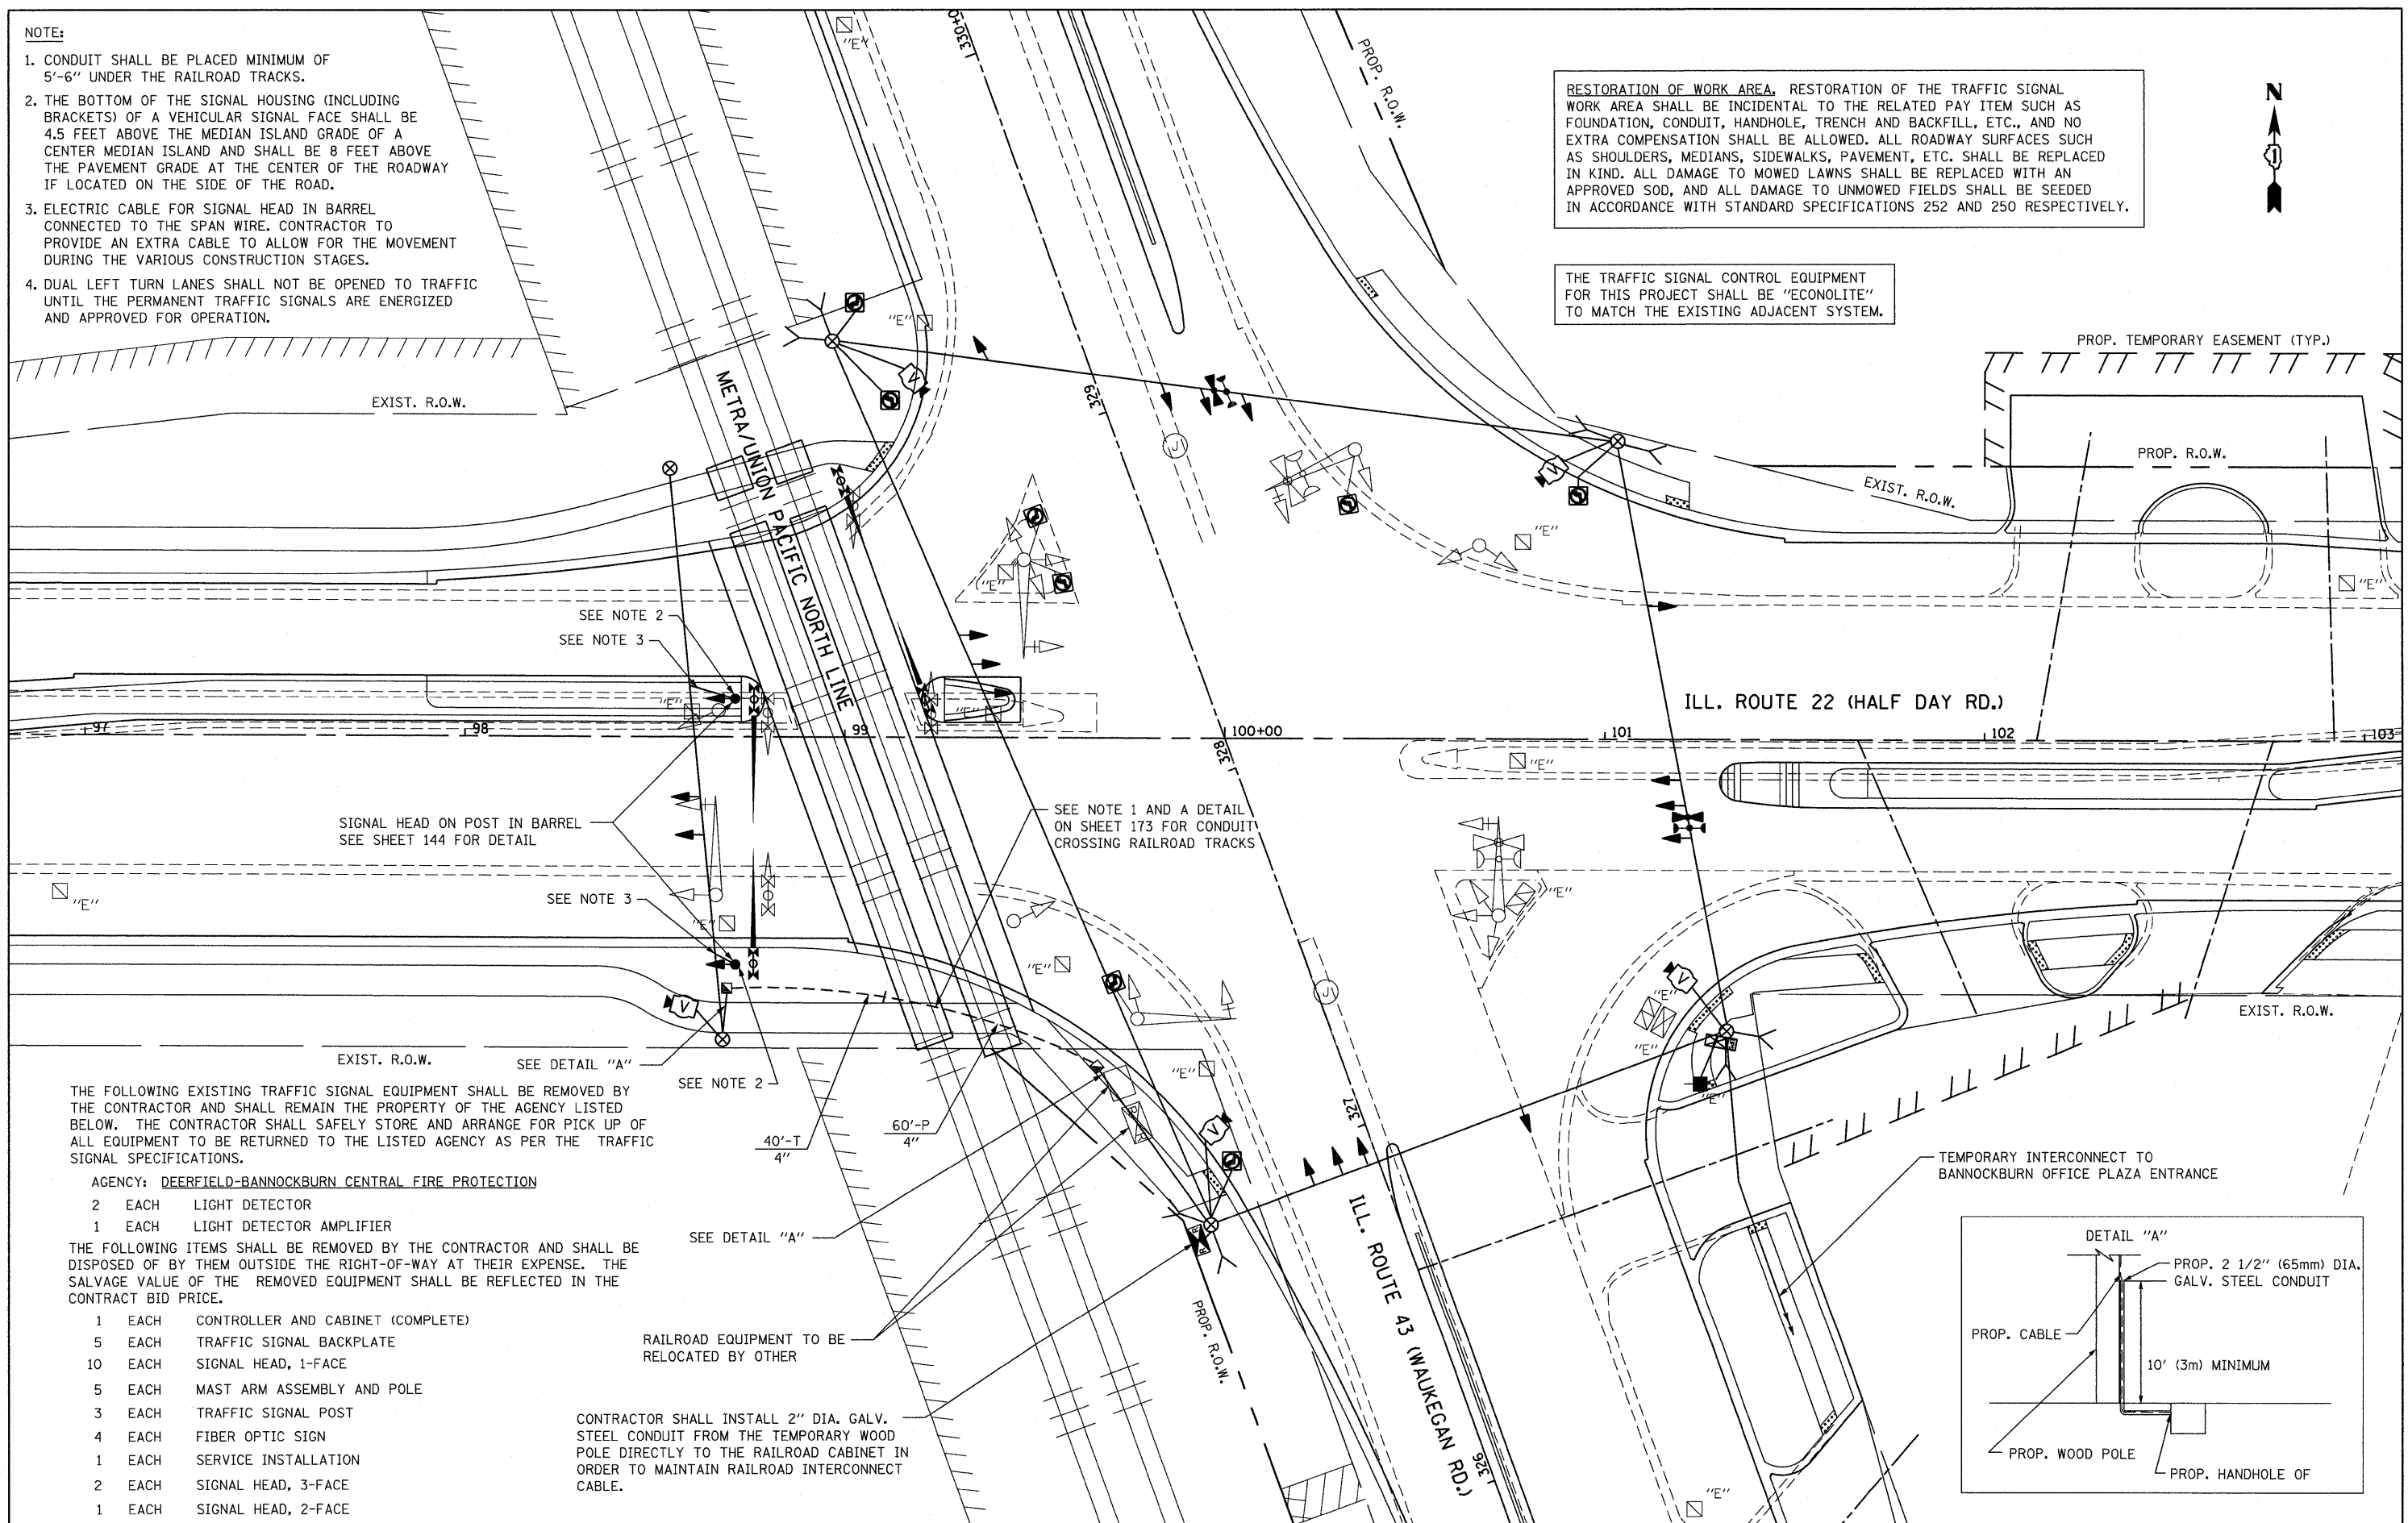 NOTE:
1. CONDUIT SHALL BE PLACED MINIMUM OF
5'-6" UNDER THE RAILROAD TRACKS.
2. THE BOTTOM OF THE SIGNAL HOUSING (INCLUDING
BRACKETS) OF A VEHICULAR SIGNAL FACE SHALL BE
4.5 FEET ABOVE THE MEDIAN ISLAND GRADE OF A
CENTER MEDIAN ISLAND AND SHALL BE 8 FEET ABOVE
THE PAVEMENT GRADE AT THE CENTER OF THE ROADWAY
IF LOCATED ON THE SIDE OF THE ROAD.
3. ELECTRIC CABLE FOR SIGNAL HEAD IN BARREL
CONNECTED TO THE SPAN WIRE. CONTRACTOR TO
PROVIDE AN EXTRA CABLE TO ALLOW FOR THE MOVEMENT
DURING THE VARIOUS CONSTRUCTION STAGES.
4. DUAL LEFT TURN LANES SHALL NOT BE OPENED TO TRAFFIC
UNTIL THE PERMANENT TRAFFIC SIGNALS ARE ENERGIZED
AND APPROVED FOR OPERATION.
"E"
330+0
PROP. R.O.W.
RESTORATION OF WORK AREA. RESTORATION OF THE TRAFFIC SIGNAL
WORK AREA SHALL BE INCIDENTAL TO THE RELATED PAY ITEM SUCH AS
FOUNDATION, CONDUIT, HANDHOLE, TRENCH AND BACKFILL, ETC., AND NO
EXTRA COMPENSATION SHALL BE ALLOWED. ALL ROADWAY SURFACES SUCH
AS SHOULDERS, MEDIANS, SIDEWALKS, PAVEMENT, ETC. SHALL BE REPLACED
IN KIND. ALL DAMAGE TO MOWED LAWNS SHALL BE REPLACED WITH AN
APPROVED SOD, AND ALL DAMAGE TO UNMOWED FIELDS SHALL BE SEEDED
IN ACCORDANCE WITH STANDARD SPECIFICATIONS 252 AND 250 RESPECTIVELY.
N
THE TRAFFIC SIGNAL CONTROL EQUIPMENT
FOR THIS PROJECT SHALL BE "ECONOLITE"
TO MATCH THE EXISTING ADJACENT SYSTEM.
PROP. TEMPORARY EASEMENT (TYP.)
"E"
V
EXIST. R.O.W.
329
J
V
PROP. R.O.W.
EXIST. R.O.W.
METRA/UNION PACIFIC NORTH LINE
"E"
"E"
"E"
SEE NOTE 2
SEE NOTE 3
"E"
"E"
ILL. ROUTE 22 (HALF DAY RD.)
97
98
99
328
100+00
101
102
103
"E"
SIGNAL HEAD ON POST IN BARREL
SEE SHEET 144 FOR DETAIL
SEE NOTE 1 AND A DETAIL
ON SHEET 173 FOR CONDUIT
CROSSING RAILROAD TRACKS
"E"
SEE NOTE 3
"E"
"E"
"E"
V
J
V
"E"
"E"
EXIST. R.O.W.
EXIST. R.O.W.
SEE DETAIL "A"
SEE NOTE 2
"E"
"E"
THE FOLLOWING EXISTING TRAFFIC SIGNAL EQUIPMENT SHALL BE REMOVED BY
THE CONTRACTOR AND SHALL REMAIN THE PROPERTY OF THE AGENCY LISTED
BELOW. THE CONTRACTOR SHALL SAFELY STORE AND ARRANGE FOR PICK UP OF
ALL EQUIPMENT TO BE RETURNED TO THE LISTED AGENCY AS PER THE TRAFFIC
SIGNAL SPECIFICATIONS.
40'-T
4"
60'-P
4"
V
327
TEMPORARY INTERCONNECT TO
BANNOCKBURN OFFICE PLAZA ENTRANCE
AGENCY: DEERFIELD-BANNOCKBURN CENTRAL FIRE PROTECTION
2 EACH LIGHT DETECTOR
1 EACH LIGHT DETECTOR AMPLIFIER
SEE DETAIL "A"
THE FOLLOWING ITEMS SHALL BE REMOVED BY THE CONTRACTOR AND SHALL BE
DISPOSED OF BY THEM OUTSIDE THE RIGHT-OF-WAY AT THEIR EXPENSE. THE
SALVAGE VALUE OF THE REMOVED EQUIPMENT SHALL BE REFLECTED IN THE
CONTRACT BID PRICE.
1 EACH CONTROLLER AND CABINET (COMPLETE)
5 EACH TRAFFIC SIGNAL BACKPLATE
10 EACH SIGNAL HEAD, 1-FACE
5 EACH MAST ARM ASSEMBLY AND POLE
3 EACH TRAFFIC SIGNAL POST
4 EACH FIBER OPTIC SIGN
1 EACH SERVICE INSTALLATION
2 EACH SIGNAL HEAD, 3-FACE
1 EACH SIGNAL HEAD, 2-FACE
RAILROAD EQUIPMENT TO BE
RELOCATED BY OTHER
CONTRACTOR SHALL INSTALL 2" DIA. GALV.
STEEL CONDUIT FROM THE TEMPORARY WOOD
POLE DIRECTLY TO THE RAILROAD CABINET IN
ORDER TO MAINTAIN RAILROAD INTERCONNECT
CABLE.
PROP. R.O.W.
ILL. ROUTE 43 (WAUKEGAN RD.)
326
"E"
DETAIL "A"
PROP. 2 1/2" (65mm) DIA.
GALV. STEEL CONDUIT
PROP. CABLE
10' (3m) MINIMUM
PROP. WOOD POLE
PROP. HANDHOLE OF